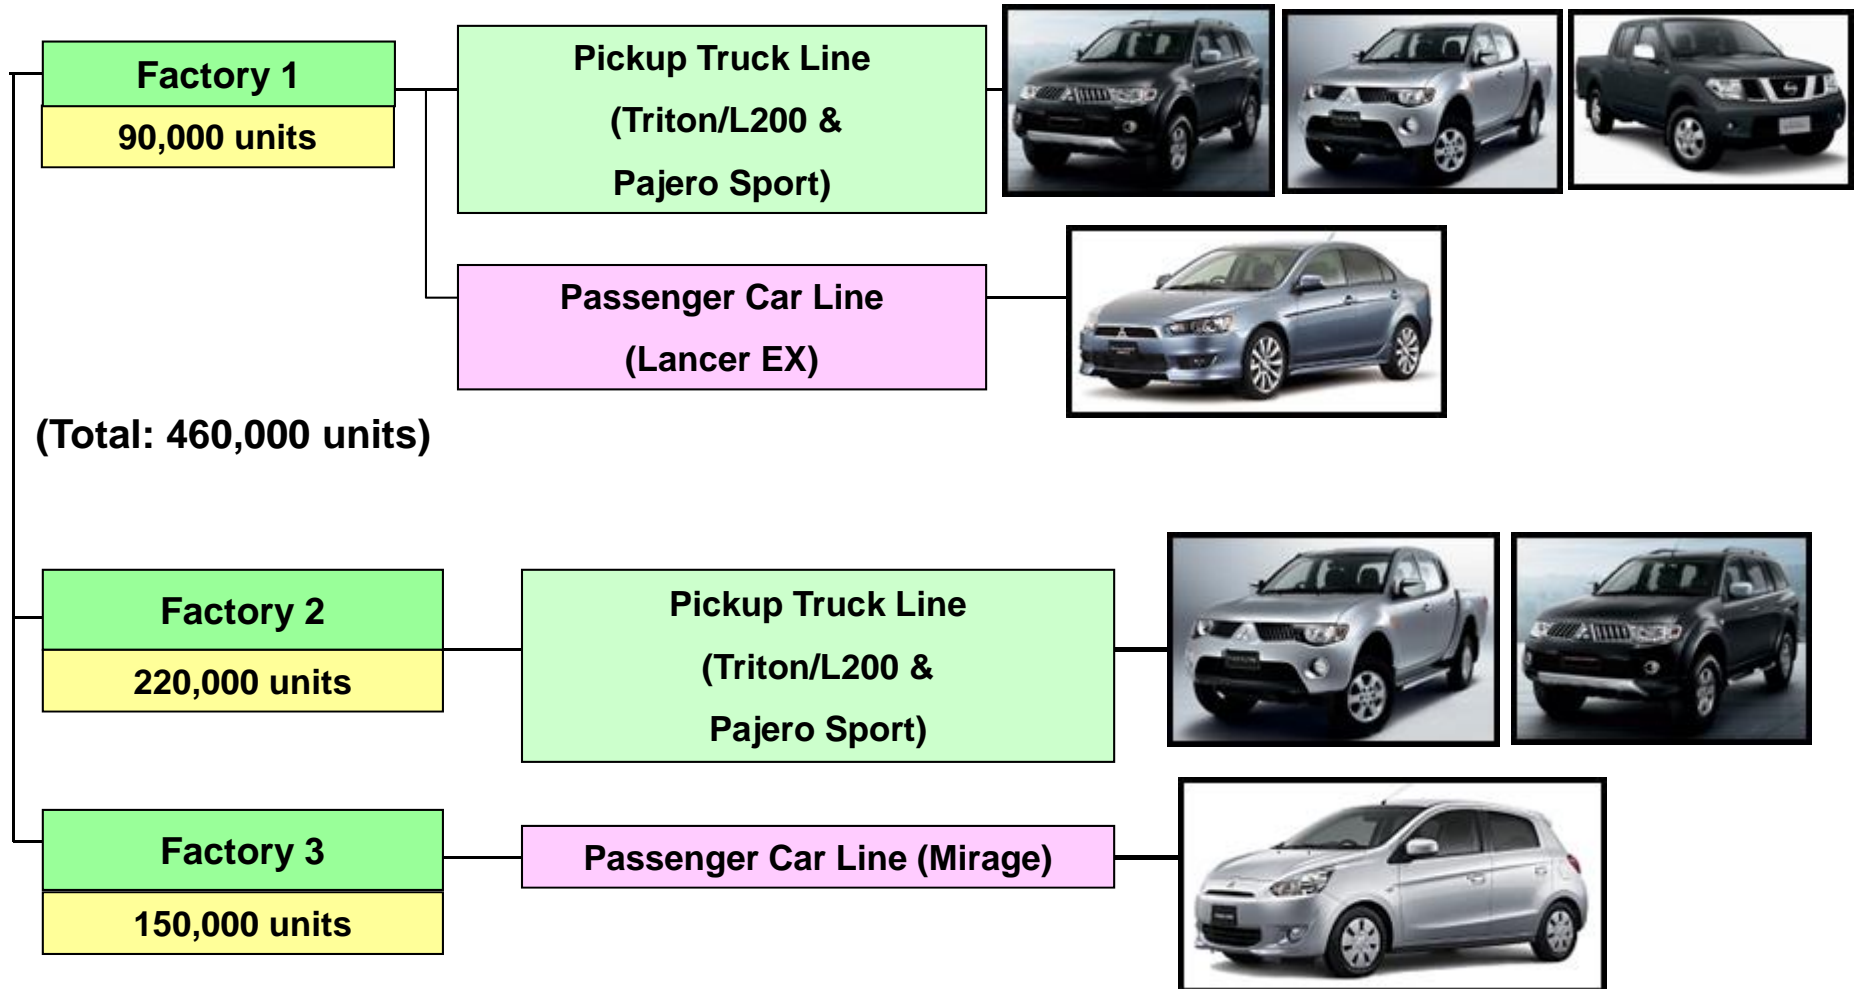 Factory 1
90,000 units
Pickup Truck Line
(Triton/L200 &
Pajero Sport)
Passenger Car Line
(Lancer EX)
(Total: 460,000 units)
Factory 2
220,000 units
Pickup Truck Line
(Triton/L200 &
Pajero Sport)
Factory 3
150,000 units
Passenger Car Line (Mirage)